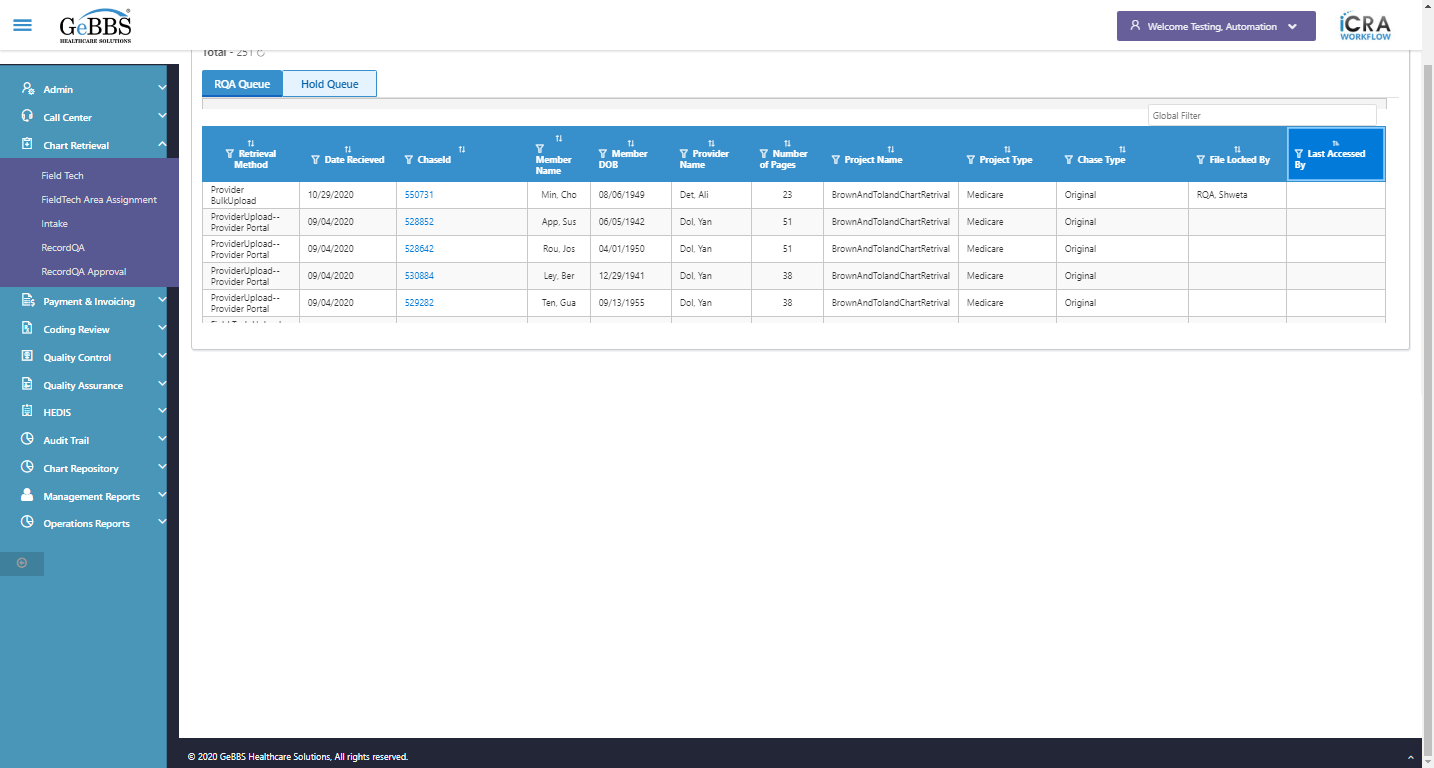 GeBBS
HEALTHCARE SOLUTIONS
Welcome Testing, Automation
iCRA
WORKFLOW
Total - 251
RQA Queue
Hold Queue
Global Filter
Admin
Call Center
Chart Retrieval
Field Tech
FieldTech Area Assignment
Intake
RecordQA
RecordQA Approval
Payment & Invoicing
Coding Review
Quality Control
Quality Assurance
HEDIS
Audit Trail
Chart Repository
Management Reports
Operations Reports
Retrieval
Method
Date Recieved
ChaseId
Member
Name
Member
DOB
Provider
Name
Number
of Pages
Project Name
Project Type
Chase Type
File Locked By
Last Accessed
By
Provider
BulkUpload
10/29/2020
550731
Min, Cho
08/06/1949
Det, Ali
23
BrownAndTolandChartRetrival
Medicare
Original
RQA, Shweta
ProviderUpload--
Provider Portal
09/04/2020
528852
App, Sus
06/05/1942
Dol, Yan
51
BrownAndTolandChartRetrival
Medicare
Original
ProviderUpload--
Provider Portal
09/04/2020
528642
Rou, Jos
04/01/1950
Dol, Yan
51
BrownAndTolandChartRetrival
Medicare
Original
ProviderUpload--
Provider Portal
09/04/2020
530884
Ley, Ber
12/29/1941
Dol, Yan
38
BrownAndTolandChartRetrival
Medicare
Original
ProviderUpload--
Provider Portal
09/04/2020
529282
Ten, Gua
09/13/1955
Dol, Yan
38
BrownAndTolandChartRetrival
Medicare
Original
© 2020 GeBBS Healthcare Solutions, All rights reserved.